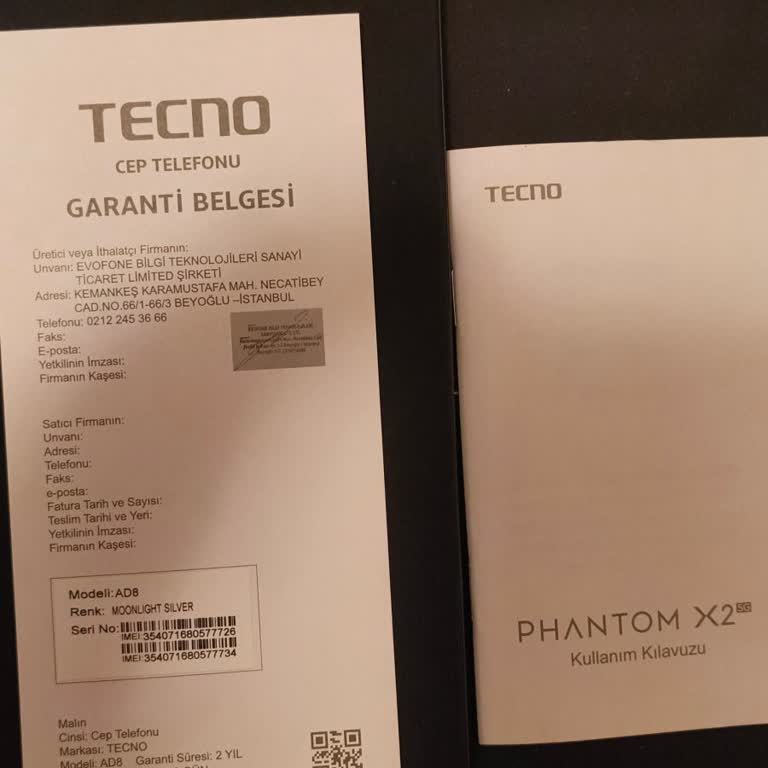 TECNO
CEP TELEFONU
GARANTİ BELGESİ
Üretici veya İthalatçı Firmanın:
Unvanı: EVOFONE BİLGİ TEKNOLOJİLERİ SANAYİ
TİCARET LİMİTED ŞİRKETİ
Adresi: KEMANKEŞ KARAMUSTAFA MAH. NECATİBEY
CAD.NO.66/1-66/3 BEYOĞLU –İSTANBUL
Telefonu: 0212 245 36 66
Faks:
E-posta:
Yetkilinin İmzası:
Firmanın Kaşesi:
Satıcı Firmanın:
Unvanı:
Adresi:
Telefonu:
Faks:
e-posta:
Fatura Tarih ve Sayısı:
Teslim Tarihi ve Yeri:
Yetkilinin İmzası:
Firmanın Kaşesi:
Modeli:AD8
Renk: MOONLIGHT SILVER
Seri No:
IMEI:354071680577726
IMEI:354071680577734
Malın
Cinsi: Cep Telefonu
Markası: TECNO
Modeli: AD8 Garanti Süresi: 2 YIL
TECNO
PHANTOM X2 5G
Kullanım Kılavuzu